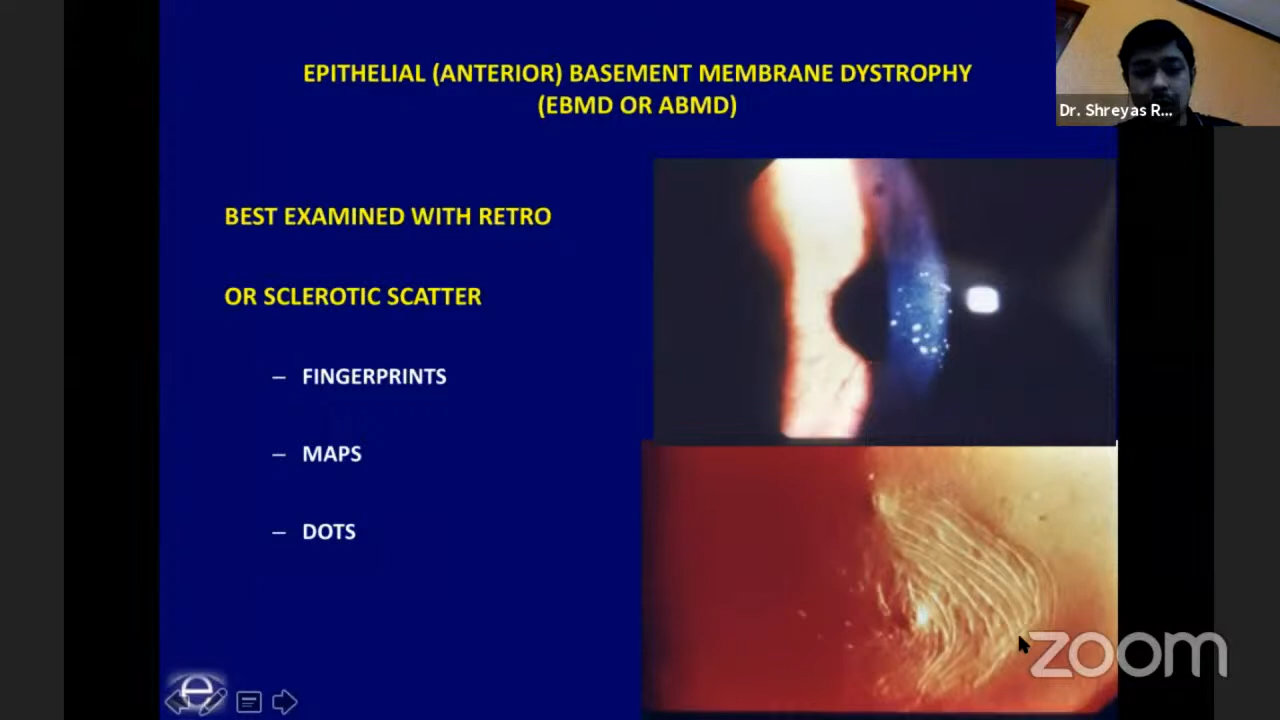 EPITHELIAL (ANTERIOR) BASEMENT MEMBRANE DYSTROPHY
(EBMD OR ABMD)
Dr. Shreyas R...
BEST EXAMINED WITH RETRO
OR SCLEROTIC SCATTER
– FINGERPRINTS
– MAPS
– DOTS
zoom